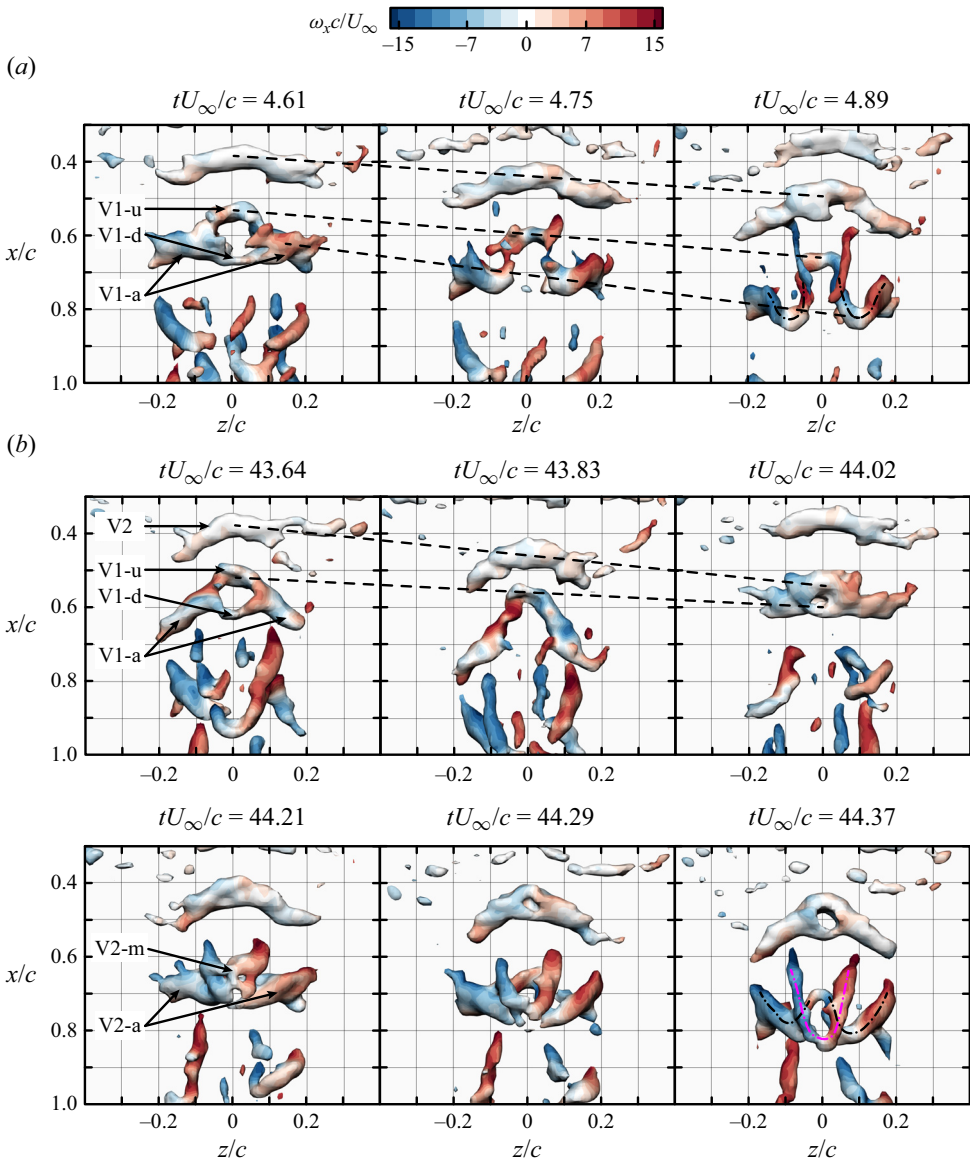 ω_x c/U_∞
−15 −7 0 7 15
(a)
tU_∞/c = 4.61 tU_∞/c = 4.75 tU_∞/c = 4.89
0.4
V1-u
0.6
V1-d
x/c
V1-a
0.8
1.0
−0.2 0 0.2 −0.2 0 0.2 −0.2 0 0.2
z/c z/c z/c
(b)
tU_∞/c = 43.64 tU_∞/c = 43.83 tU_∞/c = 44.02
V2
0.4
V1-u
V1-d
0.6
x/c
V1-a
0.8
1.0
−0.2 0 0.2 −0.2 0 0.2 −0.2 0 0.2
tU_∞/c = 44.21 tU_∞/c = 44.29 tU_∞/c = 44.37
0.4
0.6
V2-m
x/c
V2-a
0.8
1.0
−0.2 0 0.2 −0.2 0 0.2 −0.2 0 0.2
z/c z/c z/c